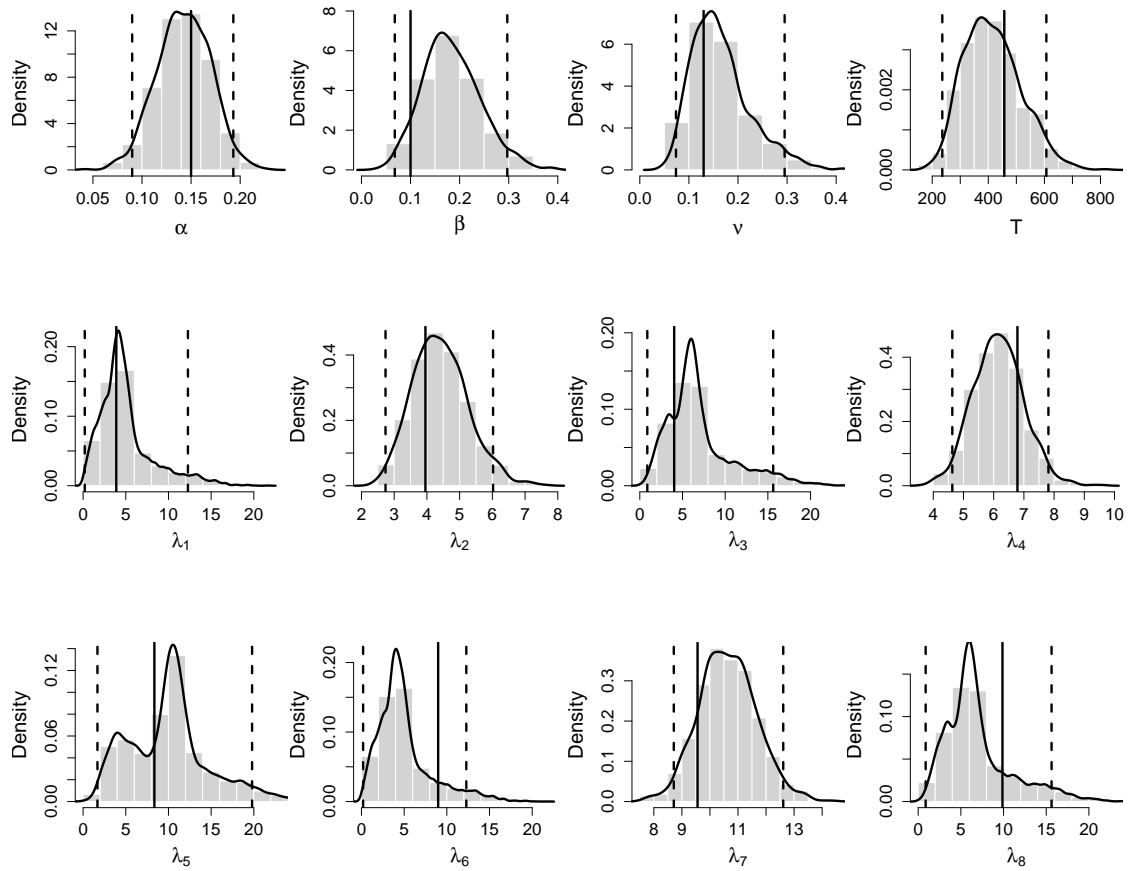 Density
0 4 8 12
0.05 0.10 0.15 0.20
α
Density
0 2 4 6 8
0.0 0.1 0.2 0.3 0.4
β
Density
0 2 4 6
0.0 0.1 0.2 0.3 0.4
ν
Density
0.000 0.002
200 400 600 800
T
Density
0.00 0.10 0.20
0 5 10 15 20
λ1
Density
0.0 0.2 0.4
2 3 4 5 6 7 8
λ2
Density
0.00 0.10 0.20
0 5 10 15 20
λ3
Density
0.0 0.2 0.4
4 5 6 7 8 9 10
λ4
Density
0.00 0.06 0.12
0 5 10 15 20
λ5
Density
0.00 0.10 0.20
0 5 10 15 20
λ6
Density
0.0 0.1 0.2 0.3
8 9 11 13
λ7
Density
0.00 0.10
0 5 10 15 20
λ8